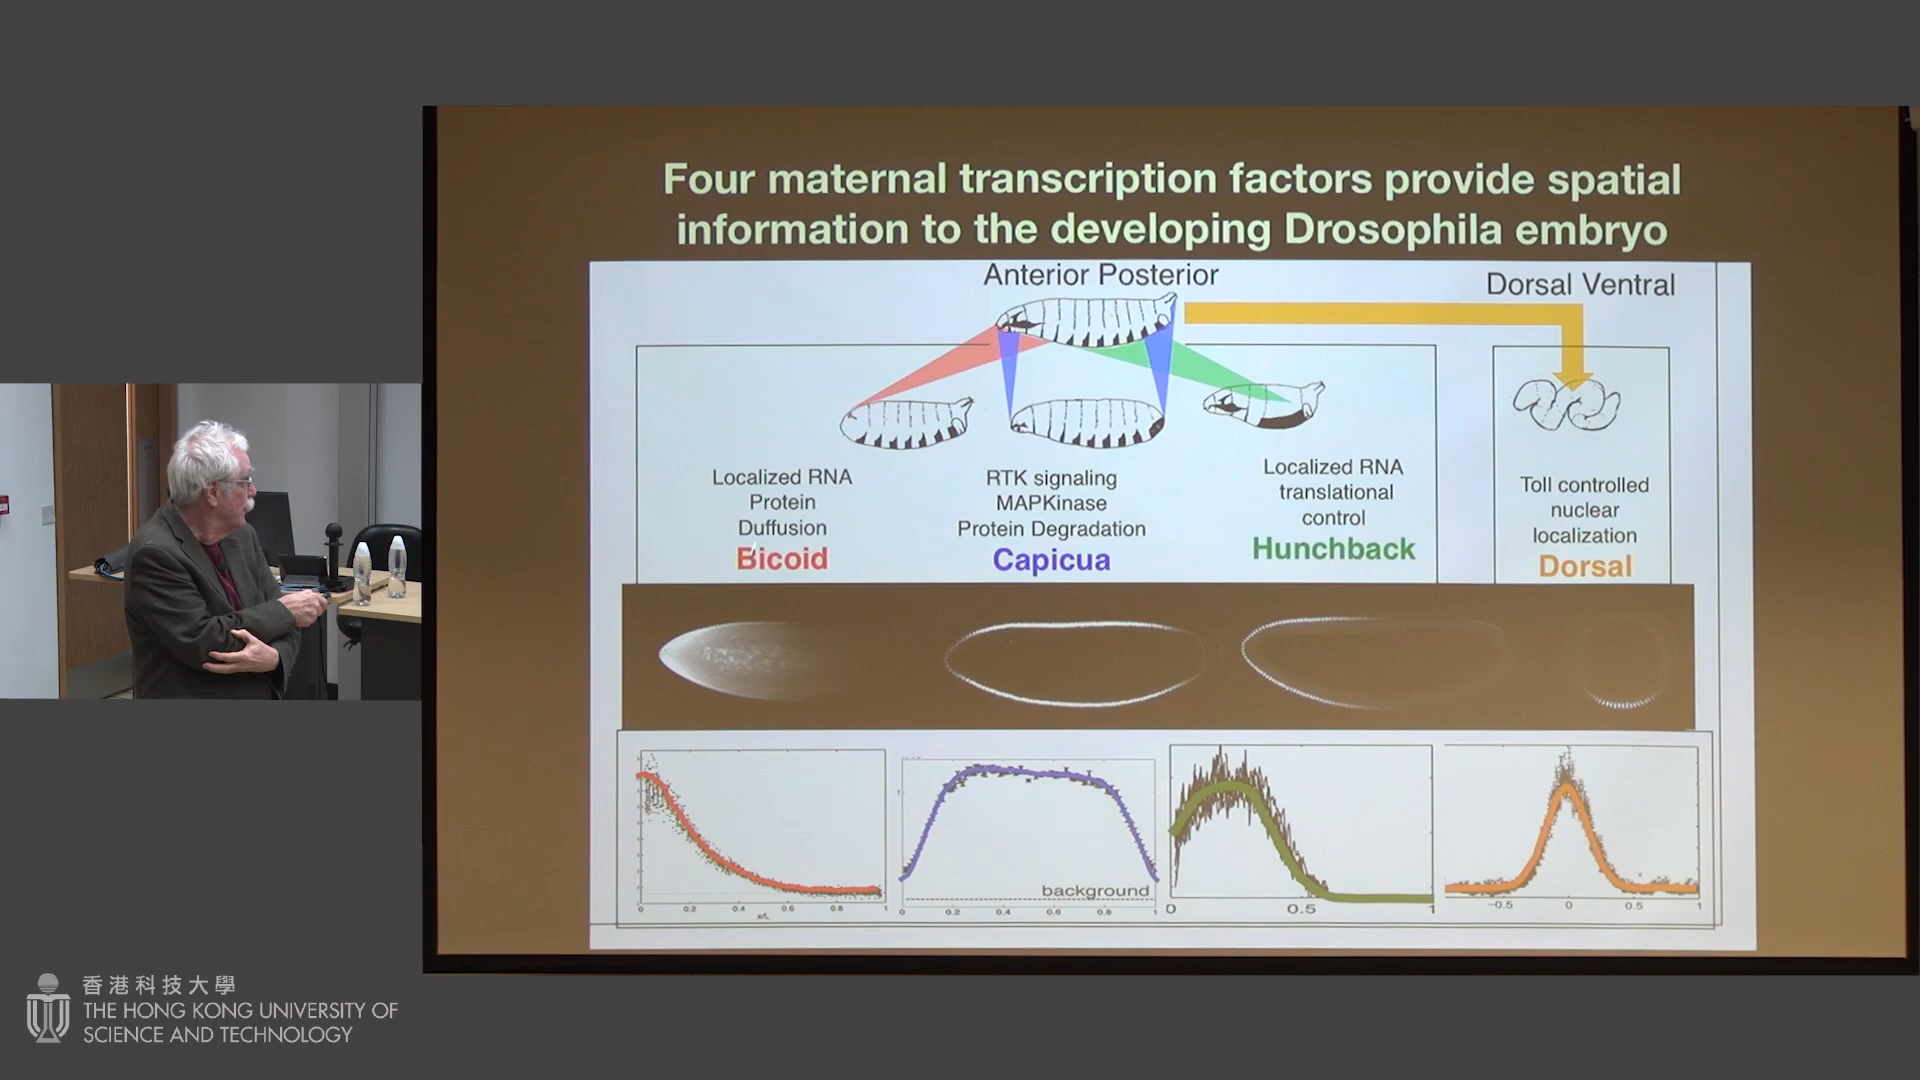 Four maternal transcription factors provide spatial
information to the developing Drosophila embryo
Anterior Posterior
Dorsal Ventral
Localized RNA
Protein
Duffusion
Bicoid
RTK signaling
MAPKinase
Protein Degradation
Capicua
Localized RNA
translational
control
Hunchback
Toll controlled
nuclear
localization
Dorsal
0 0.2 0.4 0.6 0.8 1
x/L
background
0 0.2 0.4 0.6 0.8 1
0 0.5 1
-0.5 0 0.5 1
香港科技大學
THE HONG KONG UNIVERSITY OF
SCIENCE AND TECHNOLOGY